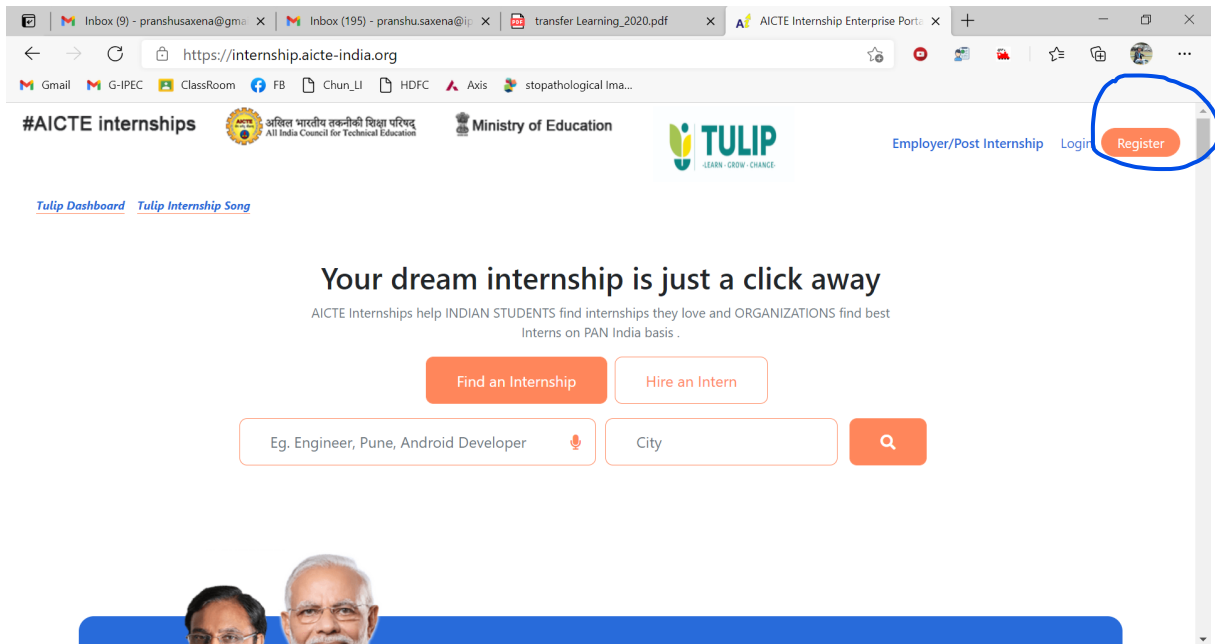 Inbox (9) - pranshusaxena@gma
Inbox (195) - pranshu.saxena@ip
transfer Learning_2020.pdf
AICTE Internship Enterprise Porta
https://internship.aicte-india.org
Gmail
G-IPEC
ClassRoom
FB
Chun_LI
HDFC
Axis
stopathological Ima...
#AICTE internships
अखिल भारतीय तकनीकी शिक्षा परिषद्
All India Council for Technical Education
Ministry of Education
TULIP
-LEARN - GROW - CHANGE-
Employer/Post Internship
Login
Register
Tulip Dashboard
Tulip Internship Song
Your dream internship is just a click away
AICTE Internships help INDIAN STUDENTS find internships they love and ORGANIZATIONS find best
Interns on PAN India basis .
Find an Internship
Hire an Intern
Eg. Engineer, Pune, Android Developer
City